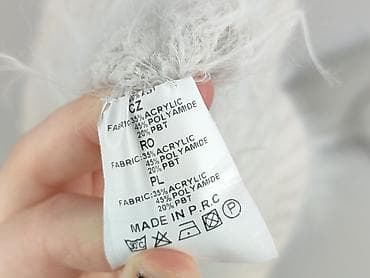 CZ
FABRIC:35%ACRYLIC
45%POLYAMIDE
20%PBT
RO
FABRIC:35%ACRYLIC
45%POLYAMIDE
20%PBT
PL
FABRIC:35%ACRYLIC
45%POLYAMIDE
20%PBT
MADE IN P.R.C
P